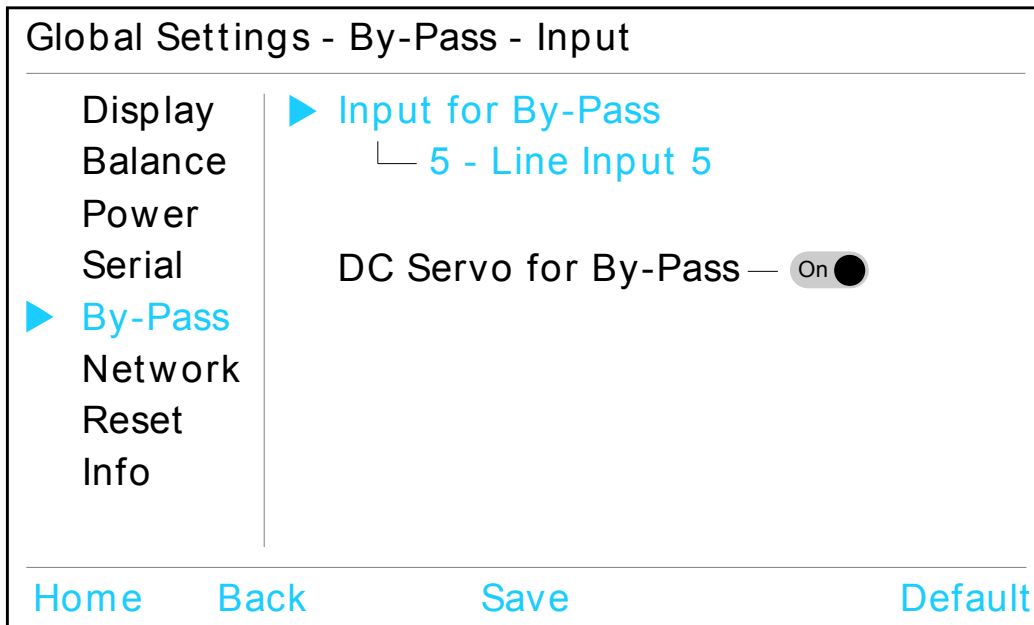 Global Settings - By-Pass - Input
Display
Balance
Power
Serial
By-Pass
Network
Reset
Info
Input for By-Pass
5 - Line Input 5
DC Servo for By-Pass On
Home Back Save Default